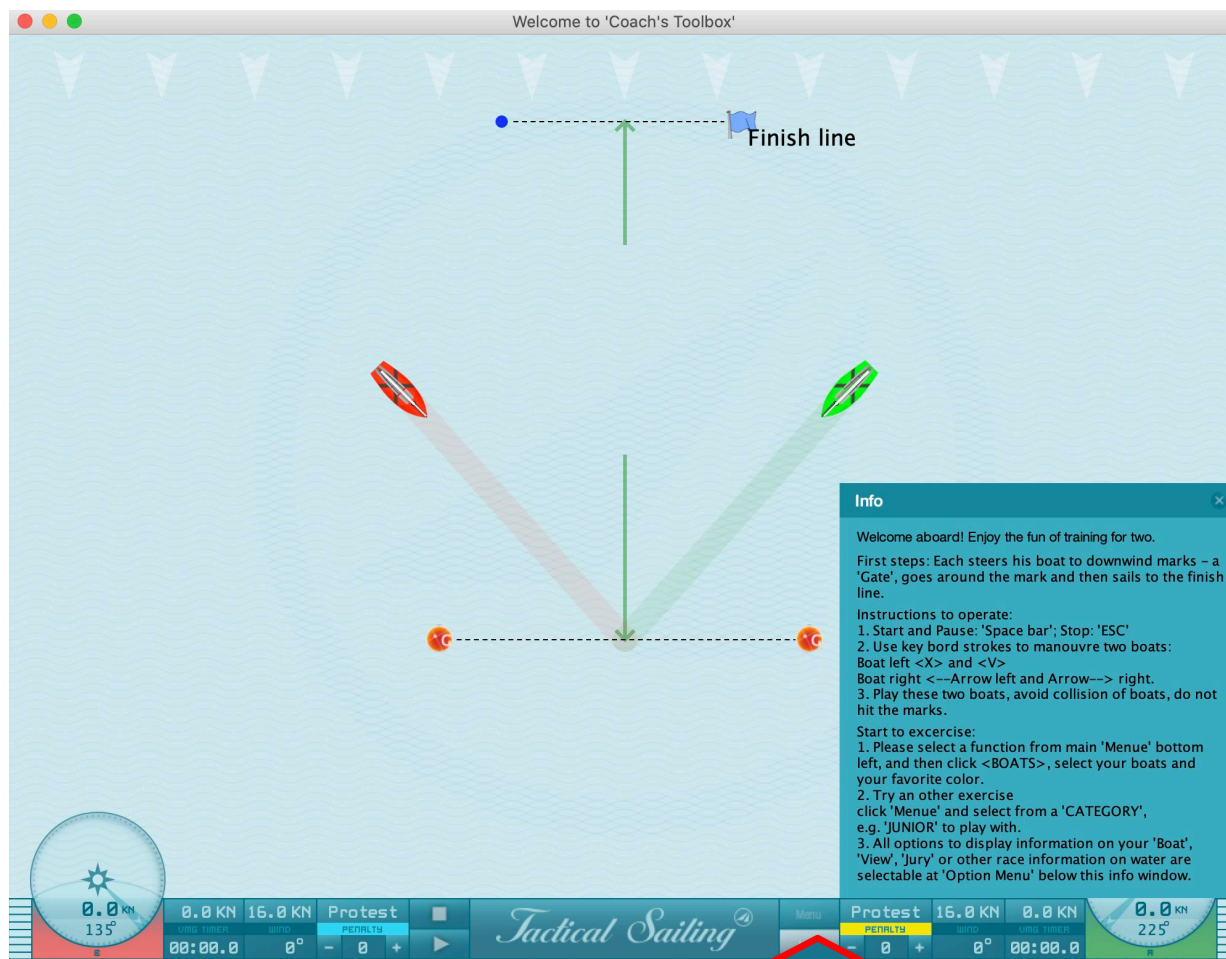 Welcome to 'Coach's Toolbox'
Finish line
Info
Welcome aboard! Enjoy the fun of training for two.
First steps: Each steers his boat to downwind marks – a
'Gate', goes around the mark and then sails to the finish
line.
Instructions to operate:
1. Start and Pause: 'Space bar'; Stop: 'ESC'
2. Use key bord strokes to manouvre two boats:
Boat left <X> and <V>
Boat right <--Arrow left and Arrow--> right.
3. Play these two boats, avoid collision of boats, do not
hit the marks.
Start to excercise:
1. Please select a function from main 'Menue' bottom
left, and then click <BOATS>, select your boats and
your favorite color.
2. Try an other exercise
click 'Menue' and select from a 'CATEGORY',
e.g. 'JUNIOR' to play with.
3. All options to display information on your 'Boat',
'View', 'Jury' or other race information on water are
selectable at 'Option Menu' below this info window.
0.0 KN
135°
0.0 KN 16.0 KN Protest
VMG TIMER WIND PENALTY
00:00.0 0° - 0 +
Tactical Sailing®
Menu
Protest 16.0 KN 0.0 KN
PENALTY WIND VMG TIMER
- 0 + 0° 00:00.0
0.0 KN
225°